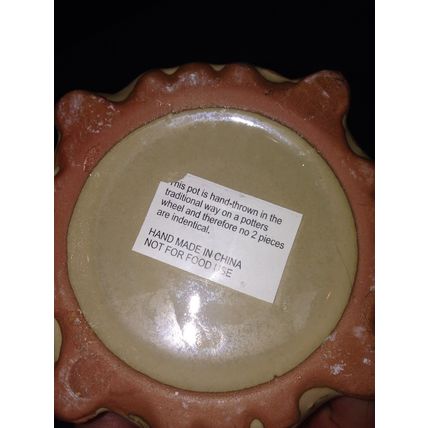 This pot is hand-thrown in the
traditional way on a potters
wheel and therefore no 2 pieces
are indentical.
HAND MADE IN CHINA
NOT FOR FOOD USE